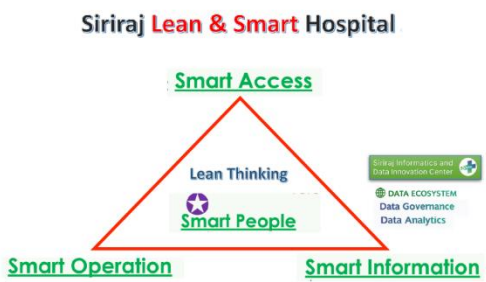 Siriraj Lean & Smart Hospital
Smart Access
Lean Thinking
Smart People
Siriraj Informatics and
Data Innovation Center
DATA ECOSYSTEM
Data Governance
Data Analytics
Smart Operation
Smart Information